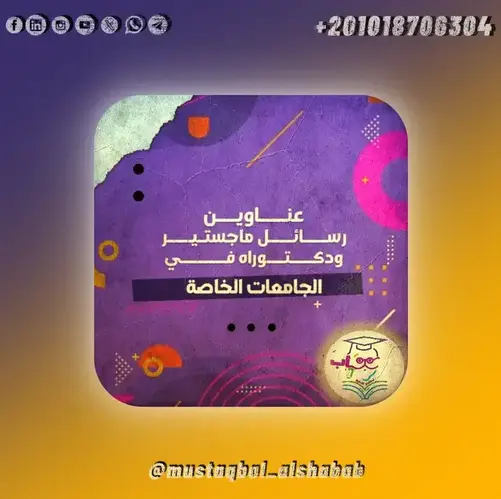 +201018706304
عناوين
رسائل ماجستير
ودكتوراه في
الجامعات الخاصة
@mustaqbal_alshabab